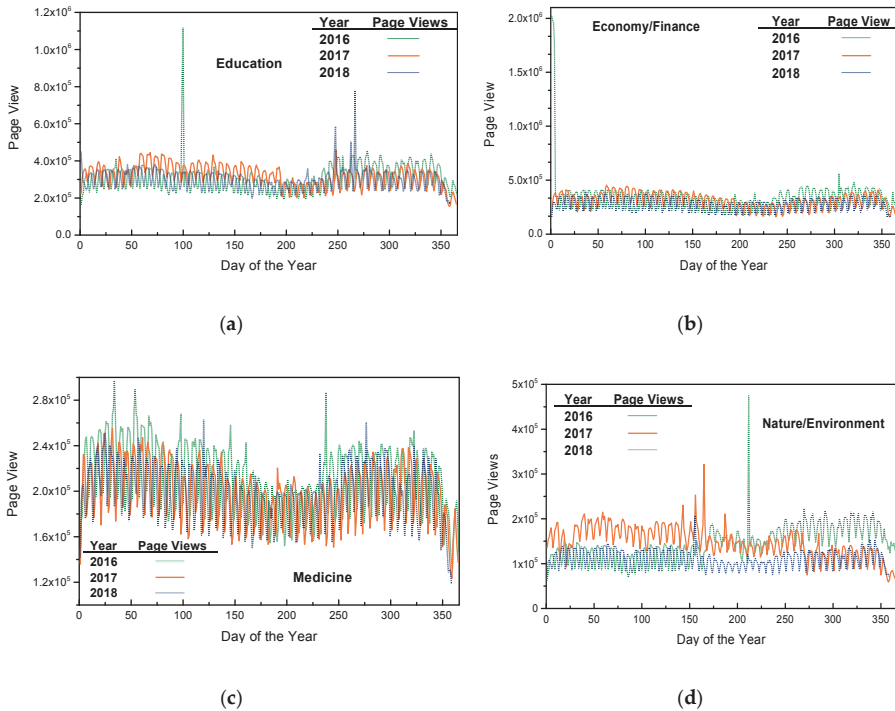 1.2x10⁶
1.0x10⁶
8.0x10⁵
6.0x10⁵
4.0x10⁵
2.0x10⁵
0.0
Page View
Education
Year Page Views
2016
2017
2018
0 50 100 150 200 250 300 350
Day of the Year
(a)
2.0x10⁶
1.5x10⁶
1.0x10⁶
5.0x10⁵
0.0
Page View
Economy/Finance
Year Page View
2016
2017
2018
0 50 100 150 200 250 300 350
Day of the Year
(b)
2.8x10⁵
2.4x10⁵
2.0x10⁵
1.6x10⁵
1.2x10⁵
Page View
Year Page Views
2016
2017
2018
Medicine
0 50 100 150 200 250 300 350
Day of the Year
(c)
5x10⁵
4x10⁵
3x10⁵
2x10⁵
1x10⁵
0
Page Views
Year Page Views
2016
2017
2018
Nature/Environment
0 50 100 150 200 250 300 350
Day of the Year
(d)